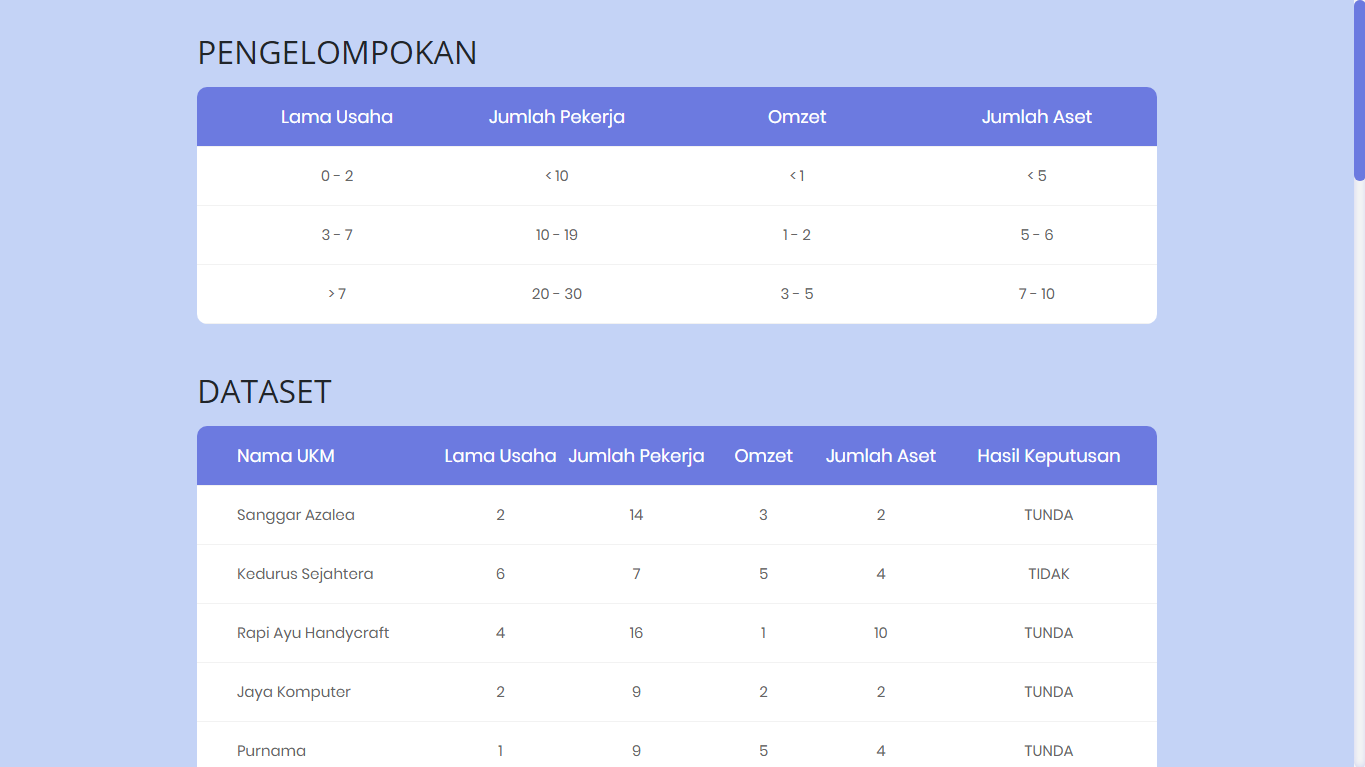 PENGELOMPOKAN
Lama Usaha Jumlah Pekerja Omzet Jumlah Aset
0 - 2 < 10 < 1 < 5
3 - 7 10 - 19 1 - 2 5 - 6
> 7 20 - 30 3 - 5 7 - 10
DATASET
Nama UKM Lama Usaha Jumlah Pekerja Omzet Jumlah Aset Hasil Keputusan
Sanggar Azalea 2 14 3 2 TUNDA
Kedurus Sejahtera 6 7 5 4 TIDAK
Rapi Ayu Handycraft 4 16 1 10 TUNDA
Jaya Komputer 2 9 2 2 TUNDA
Purnama 1 9 5 4 TUNDA